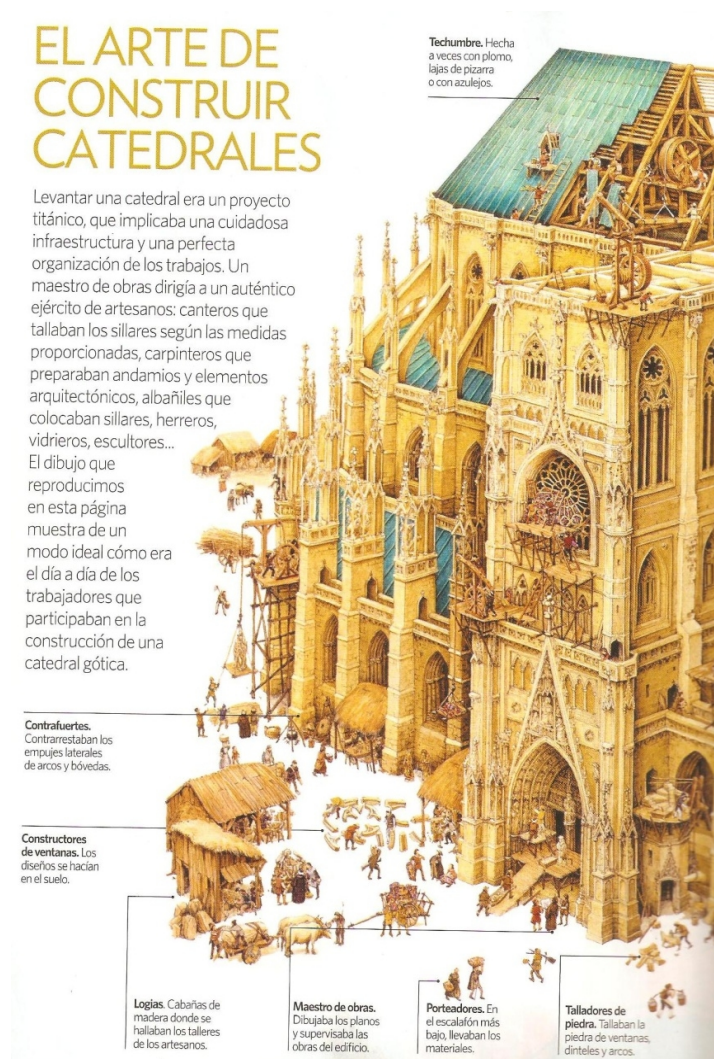 EL ARTE DE
CONSTRUIR
CATEDRALES
Levantar una catedral era un proyecto
titánico, que implicaba una cuidadosa
infraestructura y una perfecta
organización de los trabajos. Un
maestro de obras dirigía a un auténtico
ejército de artesanos: canteros que
tallaban los sillares según las medidas
proporcionadas, carpinteros que
preparaban andamios y elementos
arquitectónicos, albañiles que
colocaban sillares, herreros,
vidrieros, escultores...
El dibujo que
reproducimos
en esta página
muestra de un
modo ideal cómo era
el día a día de los
trabajadores que
participaban en la
construcción de una
catedral gótica.
Techumbre. Hecha
a veces con plomo,
lajas de pizarra
o con azulejos.
Contrafuertes.
Contrarrestaban los
empujes laterales
de arcos y bóvedas.
Constructores
de ventanas. Los
diseños se hacían
en el suelo.
Logias. Cabañas de
madera donde se
hallaban los talleres
de los artesanos.
Maestro de obras.
Dibujaba los planos
y supervisaba las
obras del edificio.
Porteadores. En
el escalafón más
bajo, llevaban los
materiales.
Talladores de
piedra. Tallaban la
piedra de ventanas,
dinteles y arcos.